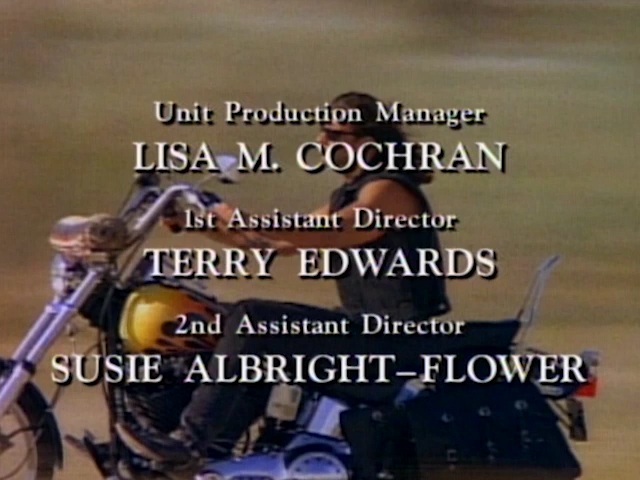 Unit Production Manager
LISA M. COCHRAN
1st Assistant Director
TERRY EDWARDS
2nd Assistant Director
SUSIE ALBRIGHT–FLOWER